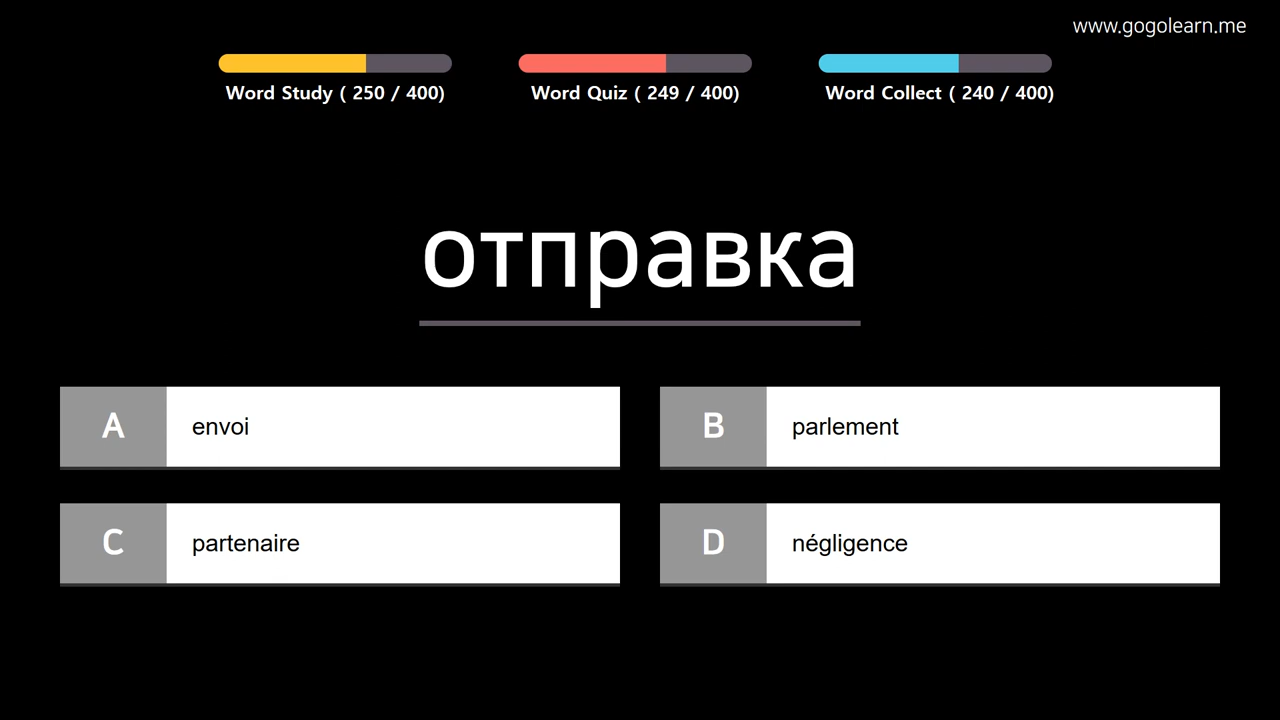 www.gogolearn.me
Word Study ( 250 / 400)
Word Quiz ( 249 / 400)
Word Collect ( 240 / 400)
отправка
A envoi
B parlement
C partenaire
D négligence